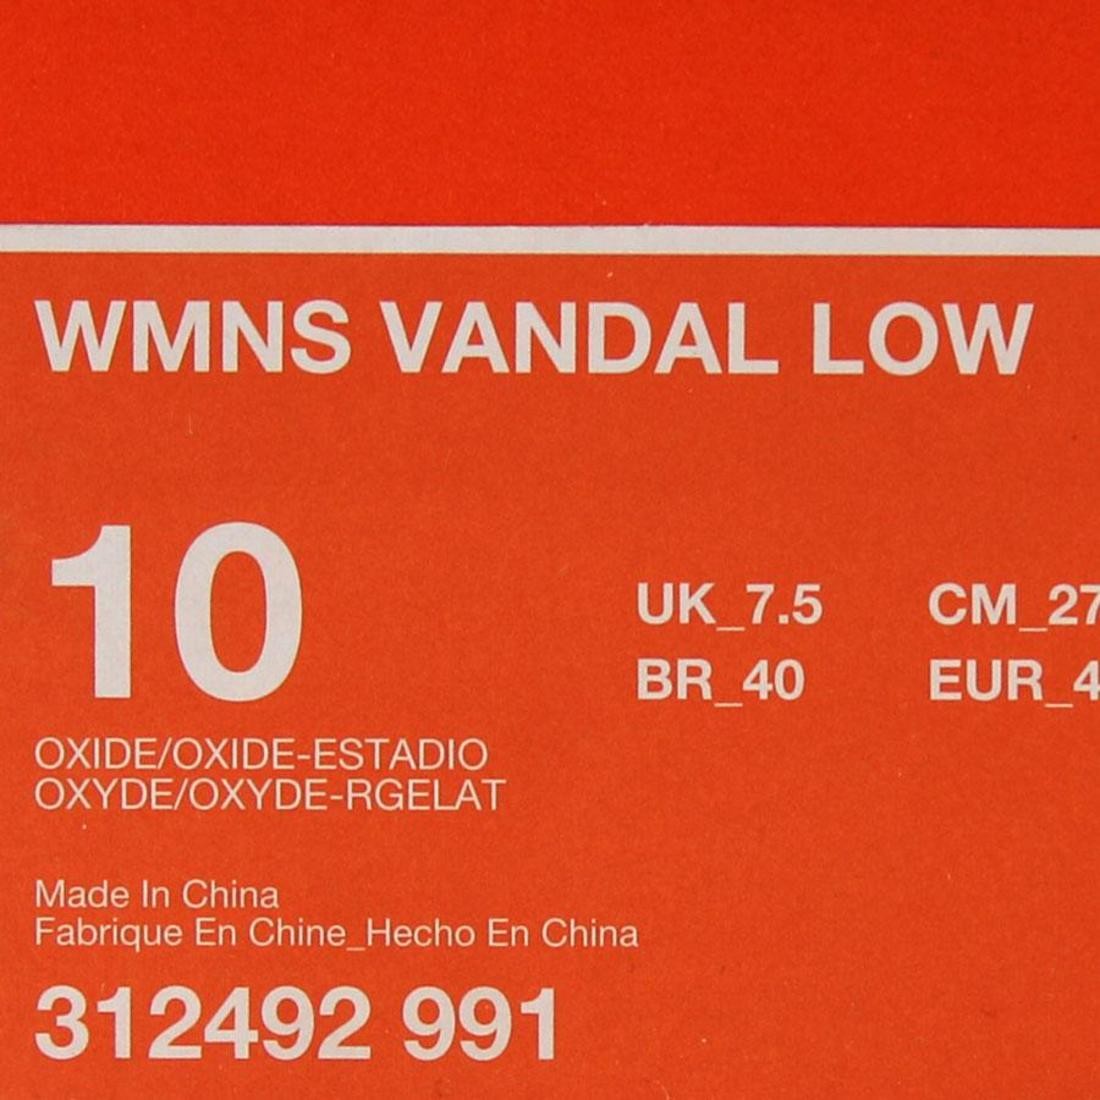 WMNS VANDAL LOW
10
UK_7.5 CM_27
BR_40 EUR_4
OXIDE/OXIDE-ESTADIO
OXYDE/OXYDE-RGELAT
Made In China
Fabrique En Chine_Hecho En China
312492 991